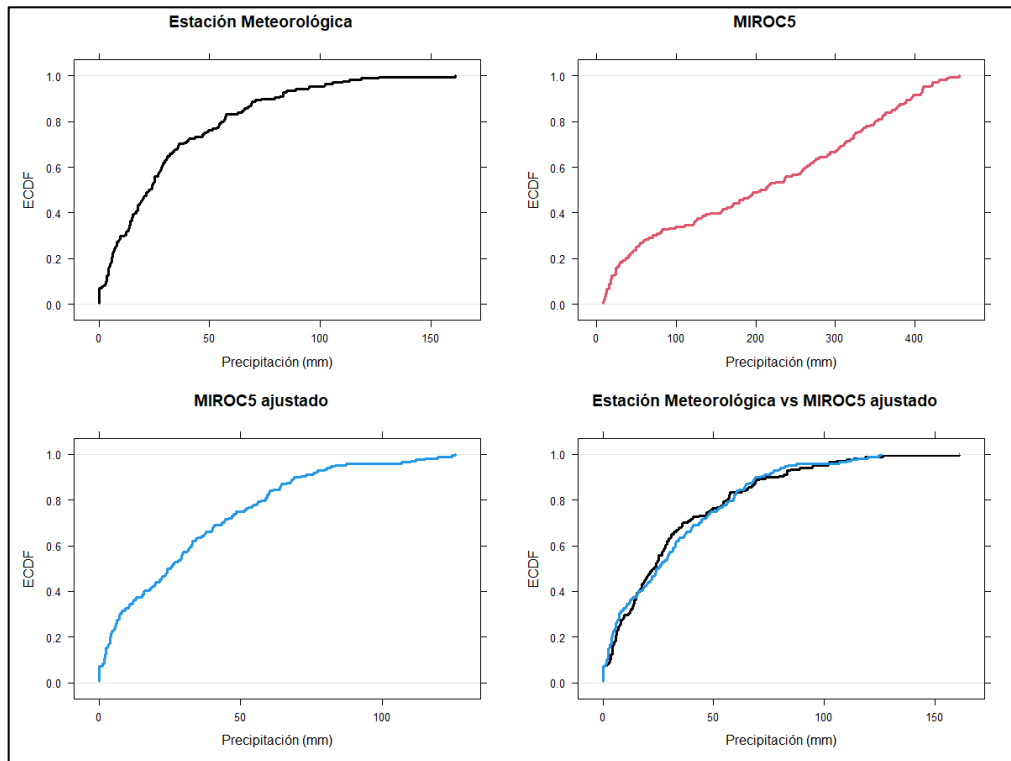 Estación Meteorológica
1.0
0.8
0.6
0.4
0.2
0.0
ECDF
0 50 100 150
Precipitación (mm)
MIROC5
1.0
0.8
0.6
0.4
0.2
0.0
ECDF
0 100 200 300 400
Precipitación (mm)
MIROC5 ajustado
1.0
0.8
0.6
0.4
0.2
0.0
ECDF
0 50 100
Precipitación (mm)
Estación Meteorológica vs MIROC5 ajustado
1.0
0.8
0.6
0.4
0.2
0.0
ECDF
0 50 100 150
Precipitación (mm)